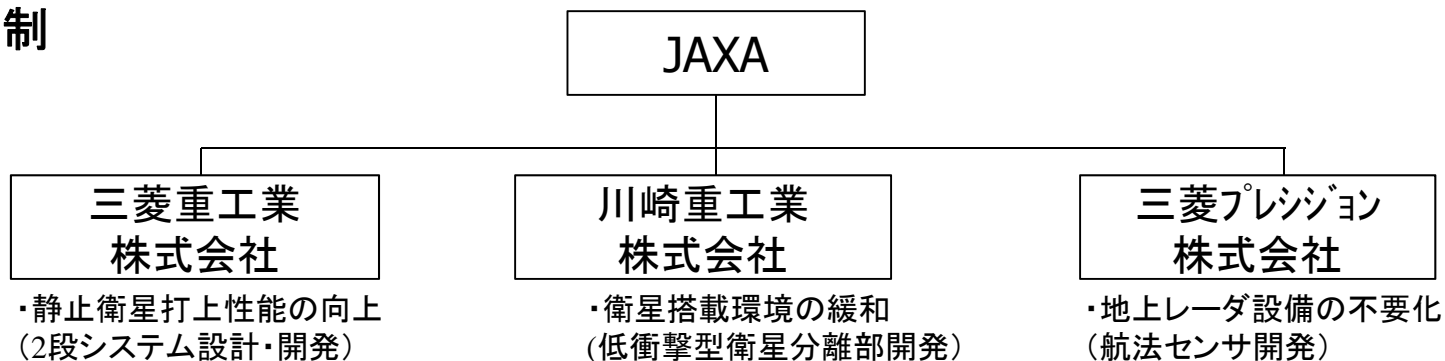 制
JAXA
三菱重工業
株式会社
川崎重工業
株式会社
三菱ﾌﾟﾚｼｼﾞｮﾝ
株式会社
・静止衛星打上性能の向上
（2段システム設計・開発）
・衛星搭載環境の緩和
(低衝撃型衛星分離部開発）
・地上レーダ設備の不要化
（航法センサ開発）